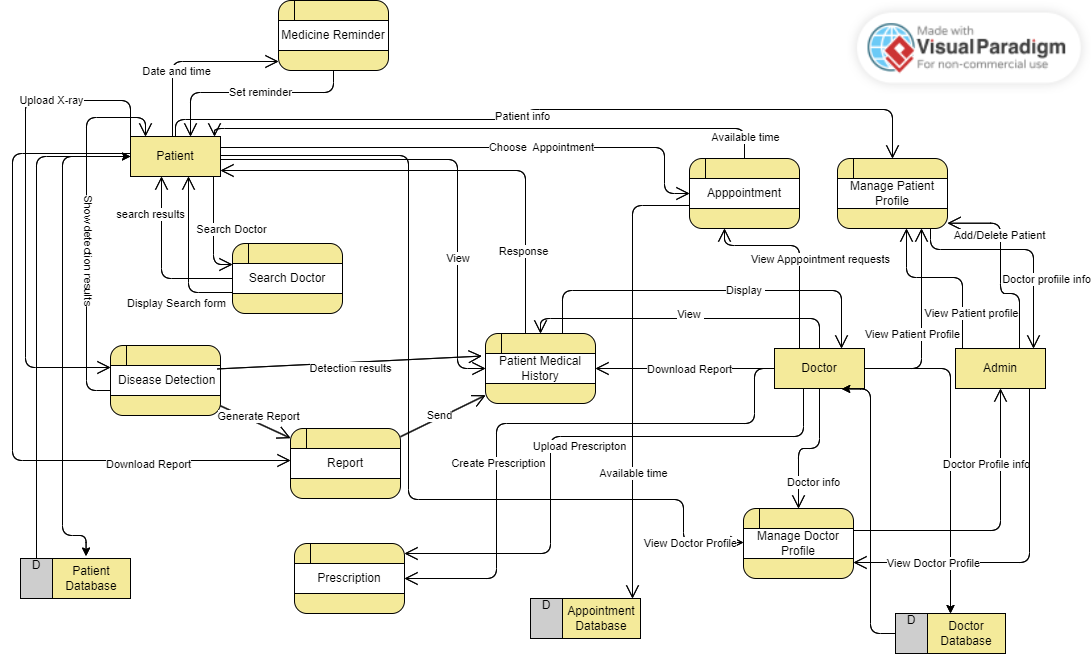 Made with
Visual Paradigm
For non-commercial use
Medicine Reminder
Date and time
Set reminder
Upload X-ray
Patient info
Available time
Choose Appointment
Patient
Apppointment
Manage Patient
Profile
search results
Search Doctor
Show detection results
Add/Delete Patient
Response
View
View Appointment requests
Search Doctor
Doctor profiile info
Display
Display Search form
View
View Patient profile
View Patient Profile
Patient Medical
History
Detection results
Download Report
Doctor
Admin
Disease Detection
Generate Report
Send
Upload Prescripton
Report
Download Report
Create Prescription
Available time
Doctor Profile info
Doctor info
View Doctor Profile
Manage Doctor
Profile
View Doctor Profile
D
Patient
Database
Prescription
D
Appointment
Database
D
Doctor
Database